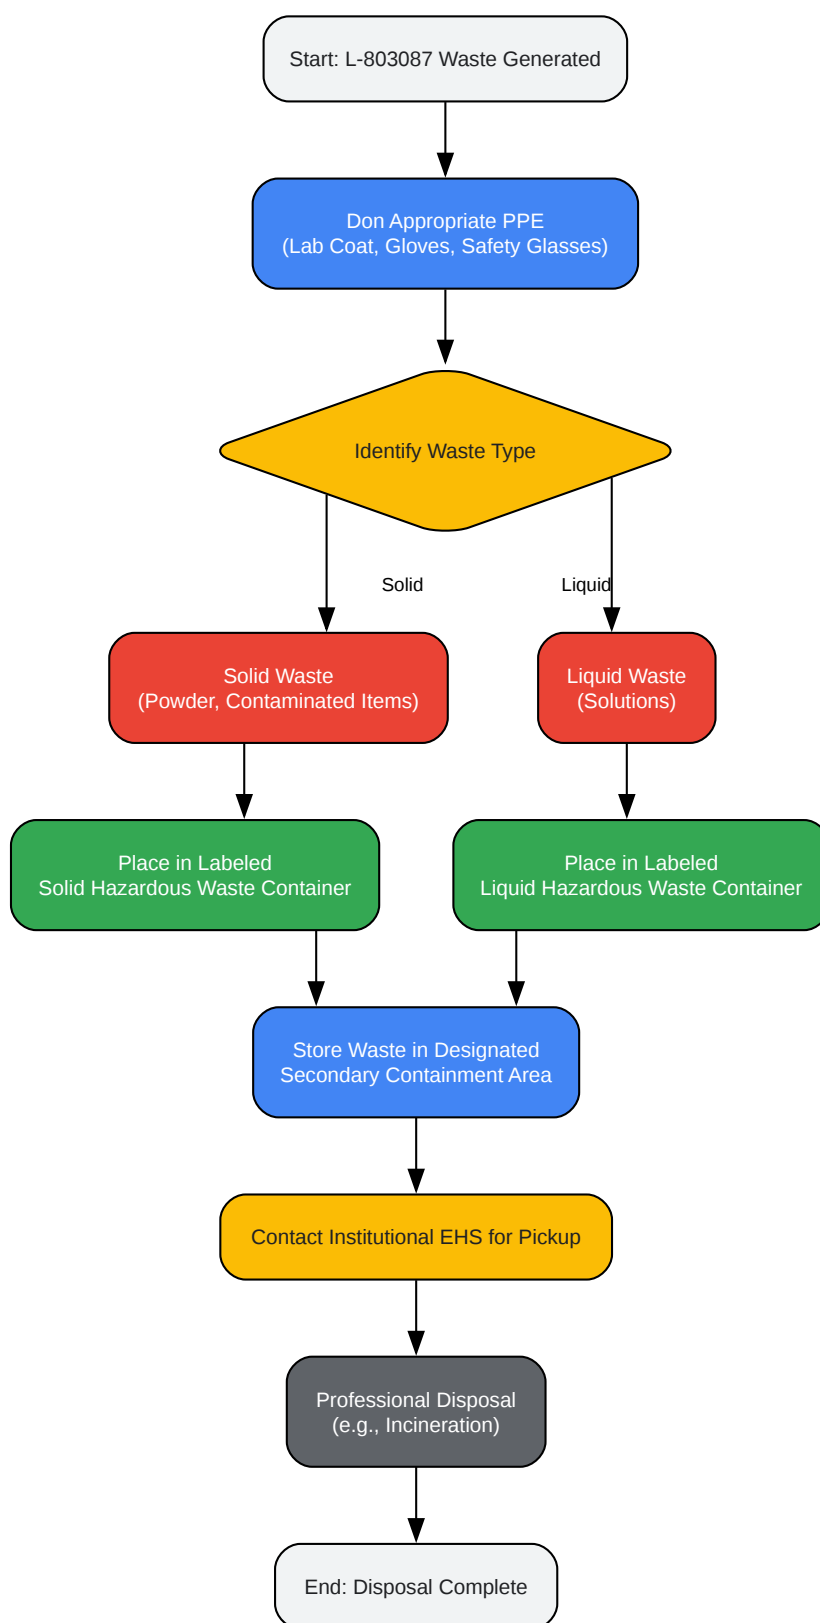 Start: L-803087 Waste Generated
Don Appropriate PPE
(Lab Coat, Gloves, Safety Glasses)
Identify Waste Type
Solid
Liquid
Solid Waste
(Powder, Contaminated Items)
Liquid Waste
(Solutions)
Place in Labeled
Solid Hazardous Waste Container
Place in Labeled
Liquid Hazardous Waste Container
Store Waste in Designated
Secondary Containment Area
Contact Institutional EHS for Pickup
Professional Disposal
(e.g., Incineration)
End: Disposal Complete